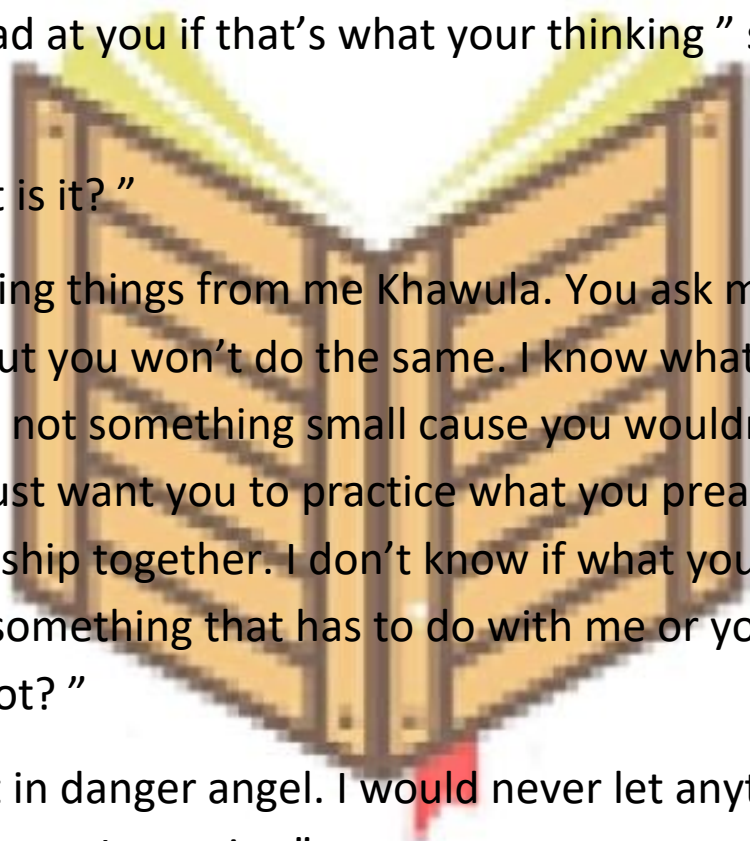 ad at you if that’s what your thinking ”
is it? ”
ing things from me Khawula. You ask m
ut you won’t do the same. I know what
not something small cause you wouldn
ust want you to practice what you prea
ship together. I don’t know if what you
something that has to do with me or yo
ot? ”
in danger angel. I would never let anyt